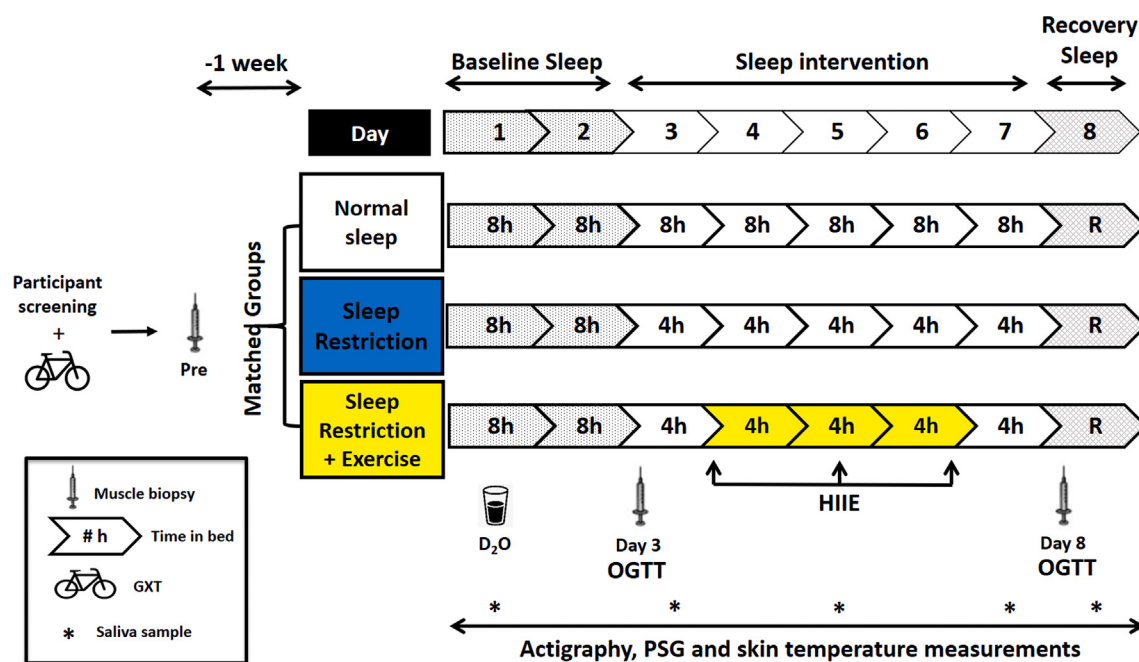 -1 week
Baseline Sleep
Sleep intervention
Recovery
Sleep
Day
1 2 3 4 5 6 7 8
Normal
sleep
8h 8h 8h 8h 8h 8h 8h R
Participant
screening
+
Pre
Matched Groups
Sleep
Restriction
8h 8h 4h 4h 4h 4h 4h R
Sleep
Restriction
+ Exercise
8h 8h 4h 4h 4h 4h 4h R
HIIE
D₂O
Day 3
OGTT
Day 8
OGTT
* * * * *
Actigraphy, PSG and skin temperature measurements
Muscle biopsy
# h Time in bed
GXT
* Saliva sample